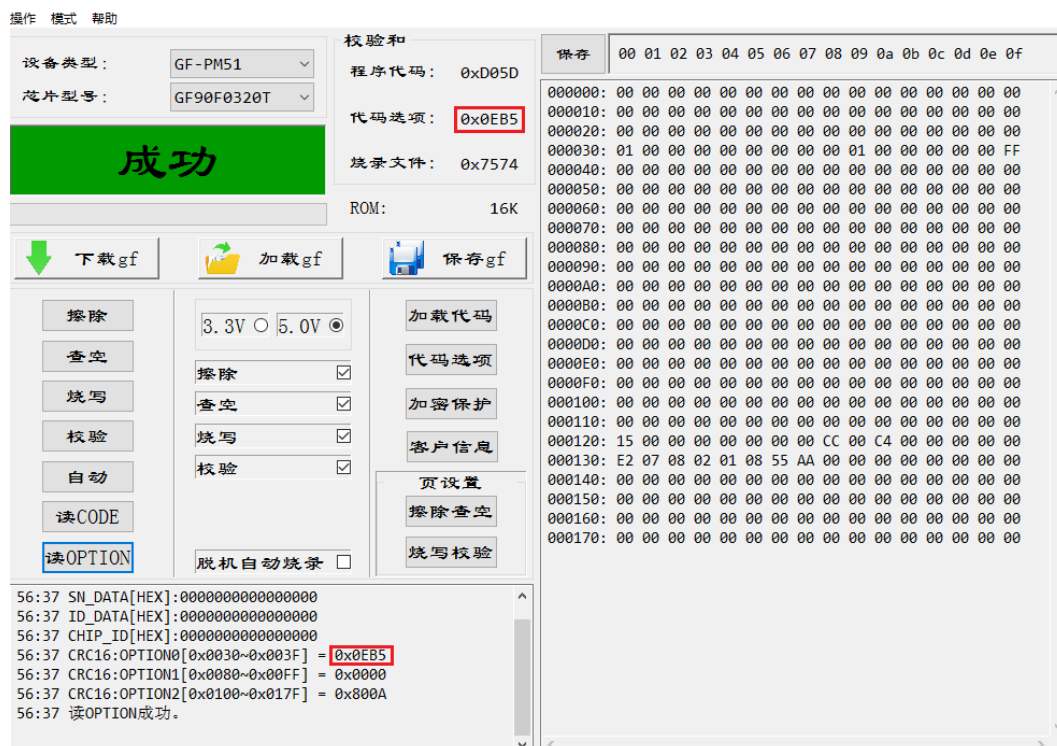 操作 模式 帮助
设备类型: GF-PM51
芯片型号: GF90F0320T
成功
校验和
程序代码: 0xD05D
代码选项: 0x0EB5
烧录文件: 0x7574
ROM: 16K
下载gf 加载gf 保存gf
擦除
查空
烧写
校验
自动
读CODE
读OPTION
3.3V 5.0V
擦除
查空
烧写
校验
脱机自动烧录
加载代码
代码选项
加密保护
客户信息
页设置
擦除查空
烧写校验
56:37 SN_DATA[HEX]:0000000000000000
56:37 ID_DATA[HEX]:0000000000000000
56:37 CHIP_ID[HEX]:0000000000000000
56:37 CRC16:OPTION0[0x0030~0x003F] = 0x0EB5
56:37 CRC16:OPTION1[0x0080~0x00FF] = 0x0000
56:37 CRC16:OPTION2[0x0100~0x017F] = 0x800A
56:37 读OPTION成功。
保存 00 01 02 03 04 05 06 07 08 09 0a 0b 0c 0d 0e 0f
000000: 00 00 00 00 00 00 00 00 00 00 00 00 00 00 00 00
000010: 00 00 00 00 00 00 00 00 00 00 00 00 00 00 00 00
000020: 00 00 00 00 00 00 00 00 00 00 00 00 00 00 00 00
000030: 01 00 00 00 00 00 00 00 00 01 00 00 00 00 00 FF
000040: 00 00 00 00 00 00 00 00 00 00 00 00 00 00 00 00
000050: 00 00 00 00 00 00 00 00 00 00 00 00 00 00 00 00
000060: 00 00 00 00 00 00 00 00 00 00 00 00 00 00 00 00
000070: 00 00 00 00 00 00 00 00 00 00 00 00 00 00 00 00
000080: 00 00 00 00 00 00 00 00 00 00 00 00 00 00 00 00
000090: 00 00 00 00 00 00 00 00 00 00 00 00 00 00 00 00
0000A0: 00 00 00 00 00 00 00 00 00 00 00 00 00 00 00 00
0000B0: 00 00 00 00 00 00 00 00 00 00 00 00 00 00 00 00
0000C0: 00 00 00 00 00 00 00 00 00 00 00 00 00 00 00 00
0000D0: 00 00 00 00 00 00 00 00 00 00 00 00 00 00 00 00
0000E0: 00 00 00 00 00 00 00 00 00 00 00 00 00 00 00 00
0000F0: 00 00 00 00 00 00 00 00 00 00 00 00 00 00 00 00
000100: 00 00 00 00 00 00 00 00 00 00 00 00 00 00 00 00
000110: 00 00 00 00 00 00 00 00 00 00 00 00 00 00 00 00
000120: 15 00 00 00 00 00 00 00 CC 00 C4 00 00 00 00 00
000130: E2 07 08 02 01 08 55 AA 00 00 00 00 00 00 00 00
000140: 00 00 00 00 00 00 00 00 00 00 00 00 00 00 00 00
000150: 00 00 00 00 00 00 00 00 00 00 00 00 00 00 00 00
000160: 00 00 00 00 00 00 00 00 00 00 00 00 00 00 00 00
000170: 00 00 00 00 00 00 00 00 00 00 00 00 00 00 00 00